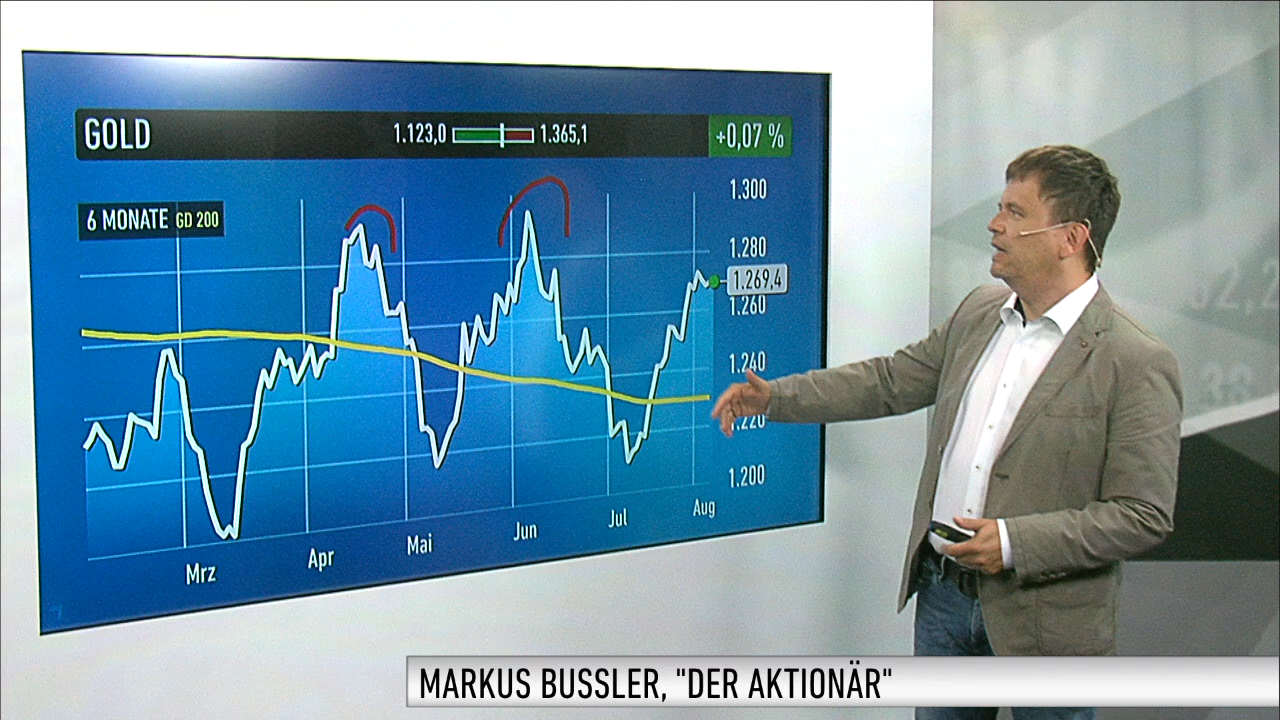 GOLD
1.123,0 1.365,1
+0,07 %
6 MONATE GD 200
1.300
1.280
1.269,4
1.260
1.240
1.220
1.200
Mrz Apr Mai Jun Jul Aug
MARKUS BUSSLER, "DER AKTIONÄR"